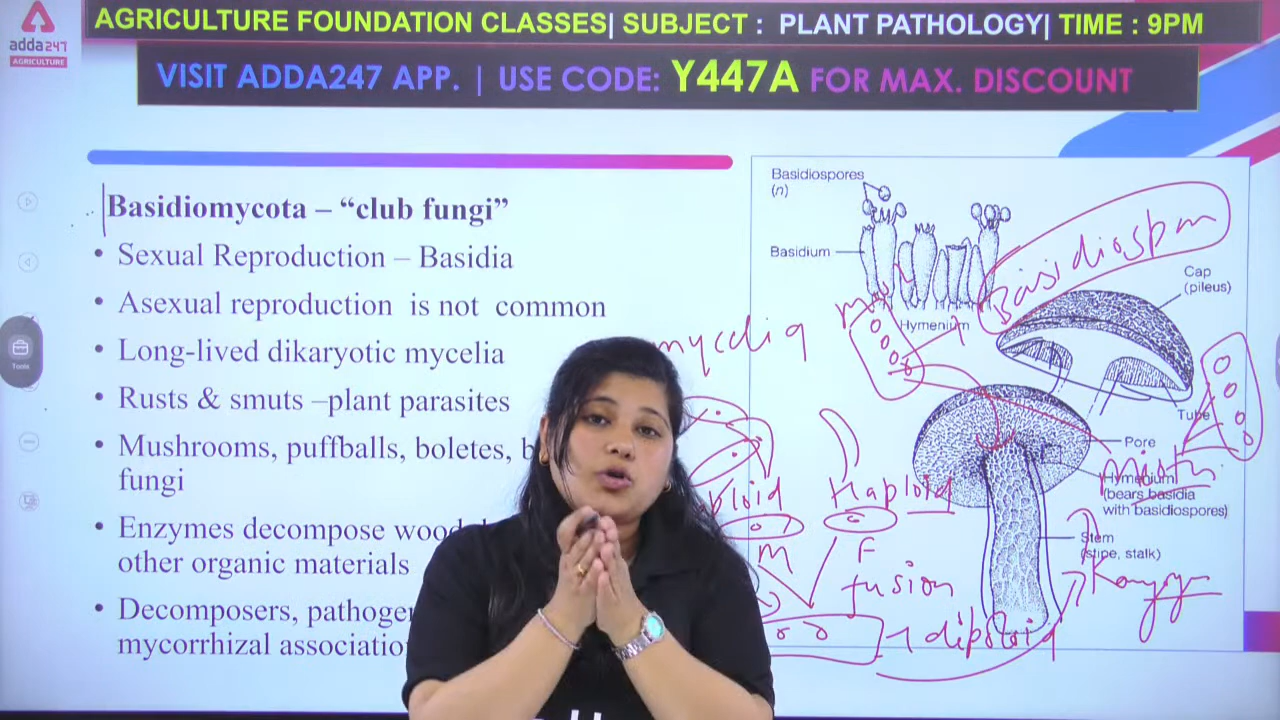 AGRICULTURE FOUNDATION CLASSES| SUBJECT : PLANT PATHOLOGY| TIME : 9PM
adda247
AGRICULTURE
VISIT ADDA247 APP. | USE CODE: Y447A FOR MAX. DISCOUNT
Basidiomycota – “club fungi”
• Sexual Reproduction – Basidia
• Asexual reproduction is not common
• Long-lived dikaryotic mycelia
• Rusts & smuts –plant parasites
• Mushrooms, puffballs, boletes, b
fungi
• Enzymes decompose wood
other organic materials
• Decomposers, pathogen
mycorrhizal associatio
Tools
Basidiospores
(n)
Basidium
Hymenium
Cap
(pileus)
Tube
Pore
Hymenium
(bears basidia
with basidiospores)
Stem
(stipe, stalk)
mycelia
ploid
Haploid
M
F
fusion
diploid